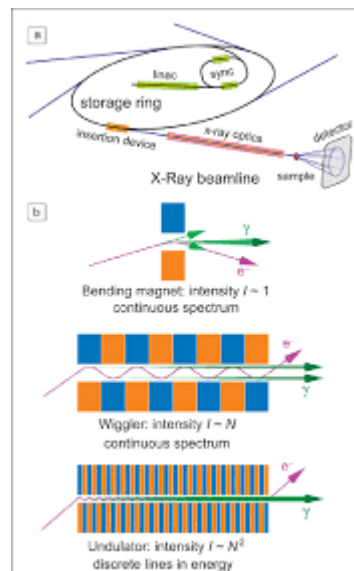 a
linac
sync
storage ring
insertion device
x-ray optics
detector
sample
X-Ray beamline
b
γ
e⁻
Bending magnet: intensity I ~ 1
continuous spectrum
e⁻
γ
Wiggler: intensity I ~ N
continuous spectrum
e⁻
γ
Undulator: intensity I ~ N²
discrete lines in energy